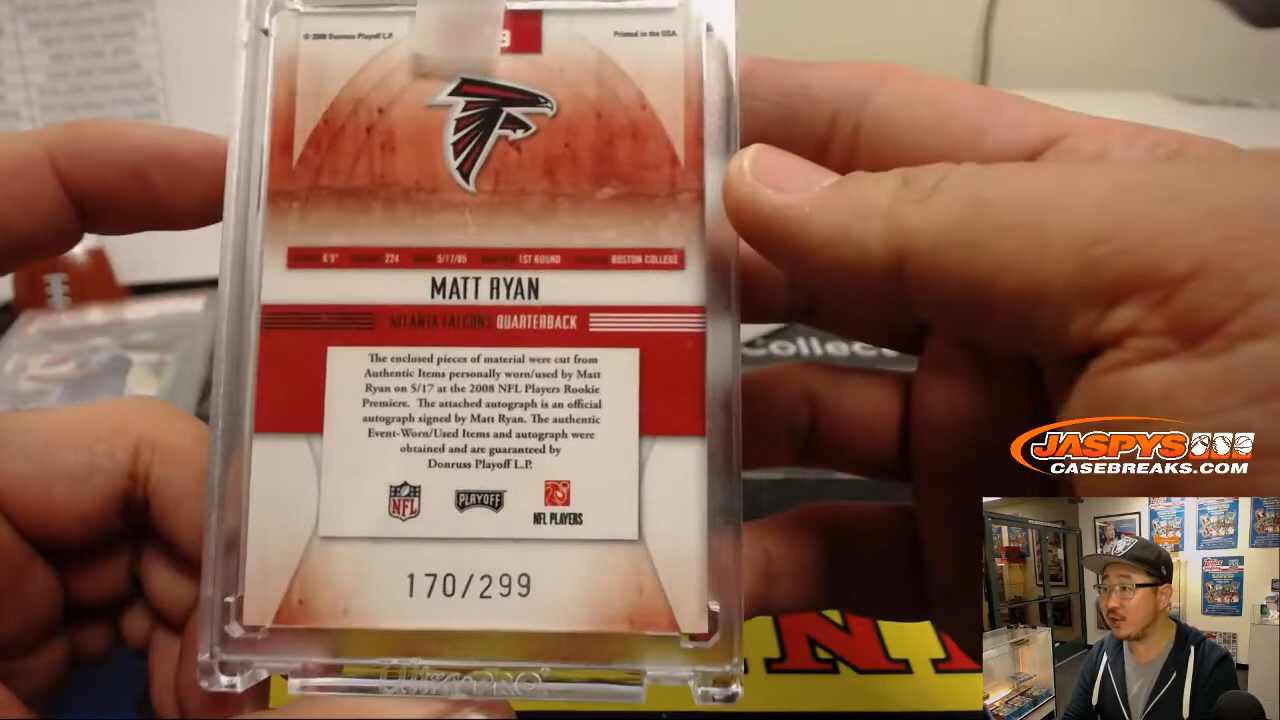 © 2008 Donruss Playoff L.P.
Printed in the USA.
6'3" 224 5/17/85 1ST ROUND BOSTON COLLEGE
MATT RYAN
ATLANTA FALCONS QUARTERBACK
The enclosed pieces of material were cut from
Authentic Items personally worn/used by Matt
Ryan on 5/17 at the 2008 NFL Players Rookie
Premiere. The attached autograph is an official
autograph signed by Matt Ryan. The authentic
Event-Worn/Used Items and autograph were
obtained and are guaranteed by
Donruss Playoff L.P.
NFL
PLAYOFF
NFL PLAYERS
170/299
Ultra PRO
Collect
JASPYS
CASEBREAKS.COM